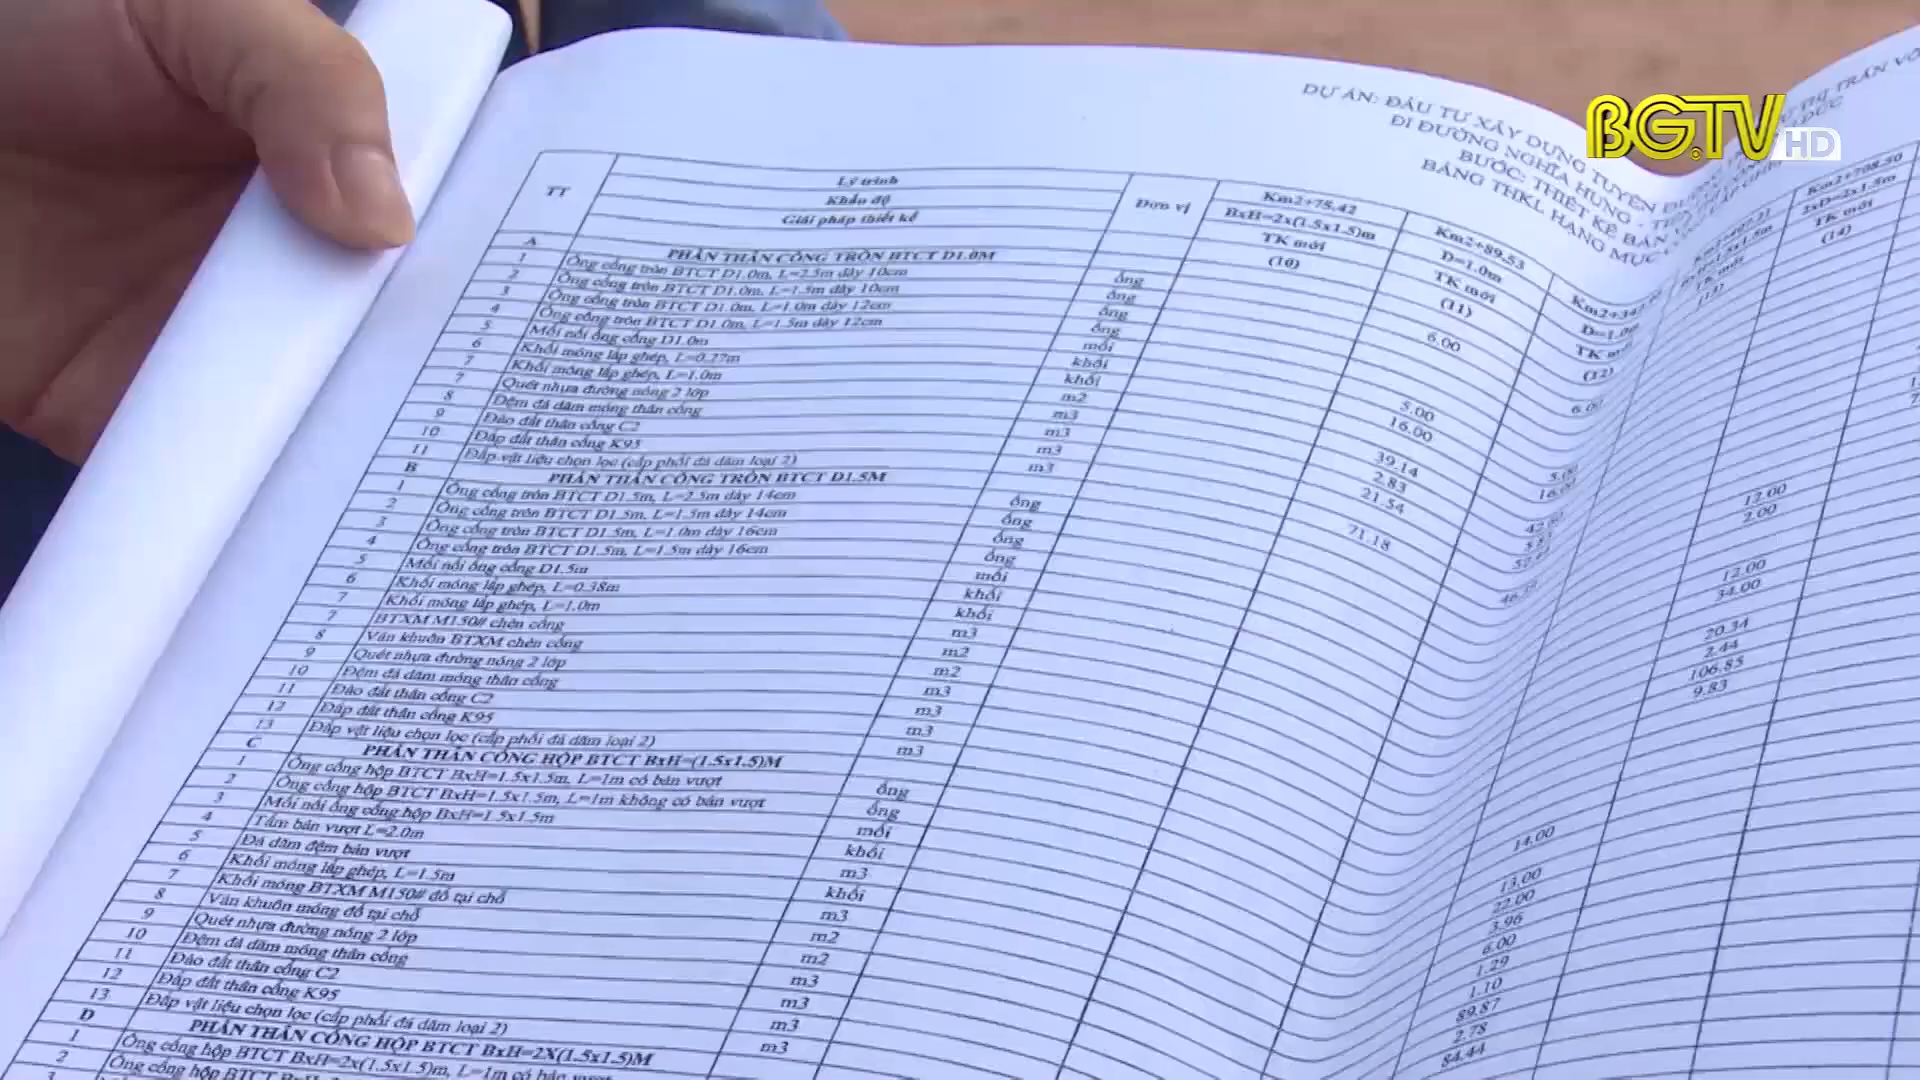 BGTV HD
DỰ ÁN: ĐẦU TƯ XÂY DỰNG TUYẾN
ĐI ĐƯỜNG NGHĨA HƯNG
BƯỚC: THIẾT KẾ BẢN
BẢNG THKL HẠNG MỤC
THỊ TRẤN
TT Lý trình Đơn vị Km2+75.42 Km2+89.53 Km2+708.50
Khẩu độ BxH=2x(1.5x1.5)m D=1.0m 2xD=2x1.5m
Giải pháp thiết kế TK mới TK mới TK mới
(10) (11) (12) (13) (14)
A PHẦN THÂN CỐNG TRÒN BTCT D1.0M
1 Ống cống tròn BTCT D1.0m, L=2.5m dày 10cm ống
2 Ống cống tròn BTCT D1.0m, L=1.5m dày 10cm ống
3 Ống cống tròn BTCT D1.0m, L=1.0m dày 12cm ống
4 Ống cống tròn BTCT D1.0m, L=1.5m dày 12cm ống 6.00
5 Mối nối ống cống D1.0m mối
6 Khối móng lắp ghép, L=0.27m khối
7 Khối móng lắp ghép, L=1.0m khối
7 Quét nhựa đường nóng 2 lớp m2
8 Đệm đá dăm móng thân cống m3
9 Đào đất thân cống C2 m3
10 Đắp đất thân cống K95 m3
11 Đắp vật liệu chọn lọc (cấp phối đá dăm loại 2) m3
5.00
16.00
39.14
2.83
21.54
71.18
B PHẦN THÂN CỐNG TRÒN BTCT D1.5M
1 Ống cống tròn BTCT D1.5m, L=2.5m dày 14cm ống
2 Ống cống tròn BTCT D1.5m, L=1.5m dày 14cm ống
3 Ống cống tròn BTCT D1.5m, L=1.0m dày 16cm ống
4 Ống cống tròn BTCT D1.5m, L=1.5m dày 16cm ống
5 Mối nối ống cống D1.5m mối
6 Khối móng lắp ghép, L=0.38m khối
7 Khối móng lắp ghép, L=1.0m khối
7 BTXM M150# chèn cống m3
8 Ván khuôn BTXM chèn cống m2
9 Quét nhựa đường nóng 2 lớp m2
10 Đệm đá dăm móng thân cống m3
11 Đào đất thân cống C2 m3
12 Đắp đất thân cống K95 m3
13 Đắp vật liệu chọn lọc (cấp phối đá dăm loại 2) m3
12.00
2.00
12.00
34.00
20.34
2.44
106.85
9.83
C PHẦN THÂN CỐNG HỘP BTCT BxH=(1.5x1.5)M
1 Ống cống hộp BTCT BxH=1.5x1.5m, L=1m có bản vượt ống
2 Ống cống hộp BTCT BxH=1.5x1.5m, L=1m không có bản vượt ống
3 Mối nối ống cống hộp BxH=1.5x1.5m mối
4 Tấm bản vượt L=2.0m khối
5 Đá dăm đệm bản vượt m3
6 Khối móng lắp ghép, L=1.5m khối
7 Khối móng BTXM M150# đổ tại chỗ m3
8 Ván khuôn móng đổ tại chỗ m2
9 Quét nhựa đường nóng 2 lớp m2
10 Đệm đá dăm móng thân cống m3
11 Đào đất thân cống C2 m3
12 Đắp đất thân cống K95 m3
13 Đắp vật liệu chọn lọc (cấp phối đá dăm loại 2) m3
14.00
13.00
22.00
3.96
6.00
1.29
1.10
89.87
2.78
84.44
D PHẦN THÂN CỐNG HỘP BTCT BxH=2X(1.5x1.5)M
1 Ống cống hộp BTCT BxH=2x(1.5x1.5)m, L=1m có bản vượt
2 Ống cống hộp BTCT
3